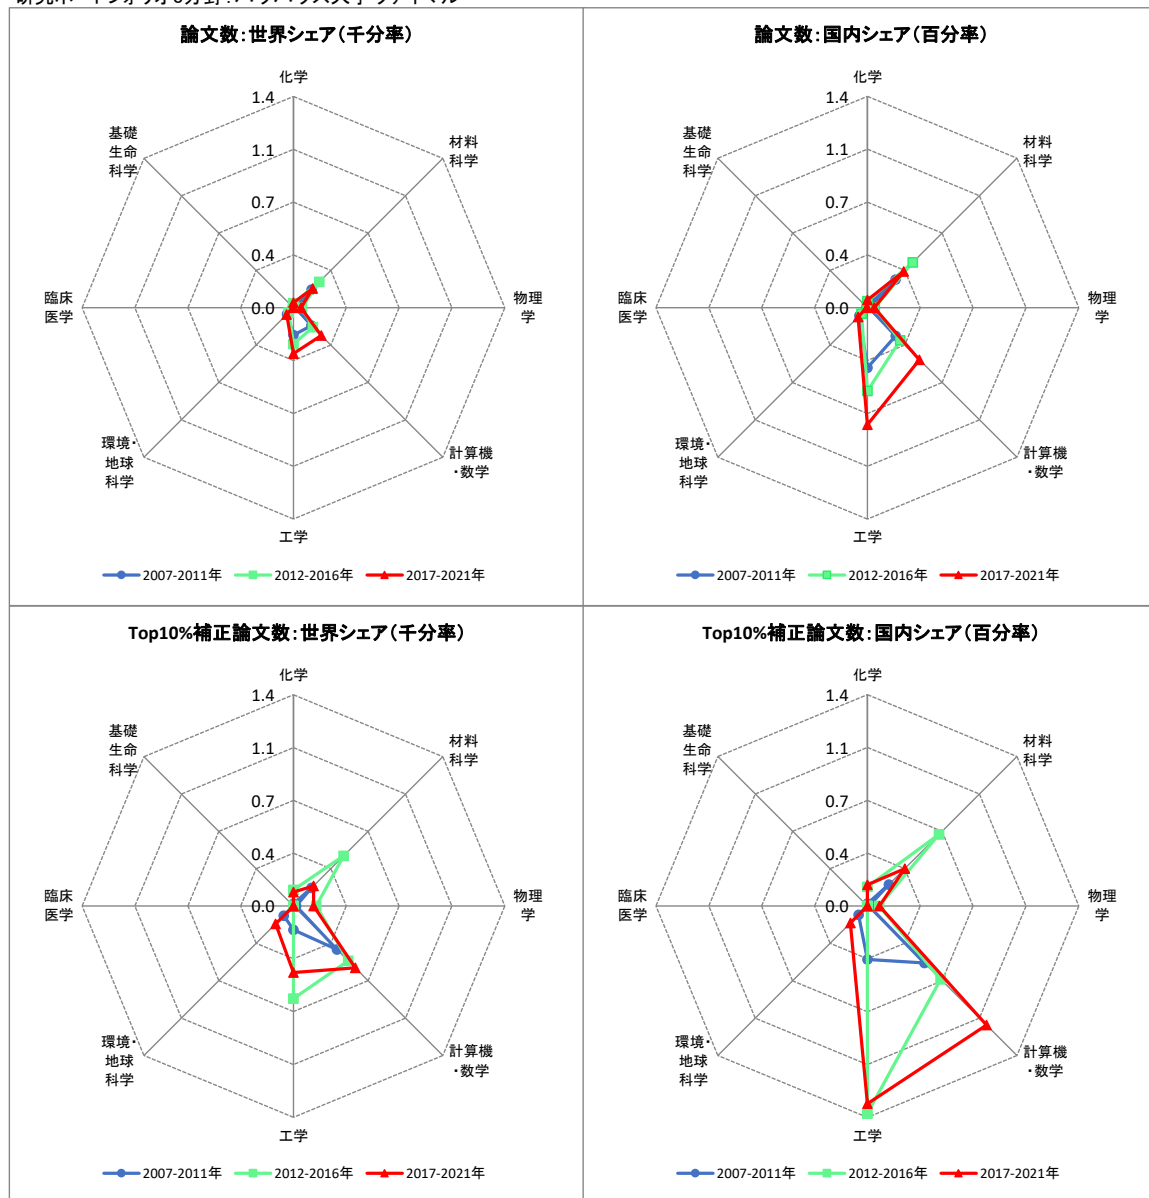 論文数:世界シェア(千分率)
化学
1.4
1.1
0.7
0.4
0.0
材料
科学
物理
学
計算機
・数学
工学
環境・
地球
科学
臨床
医学
基礎
生命
科学
2007-2011年
2012-2016年
2017-2021年
論文数:国内シェア(百分率)
化学
1.4
1.1
0.7
0.4
0.0
材料
科学
物理
学
計算機
・数学
工学
環境・
地球
科学
臨床
医学
基礎
生命
科学
2007-2011年
2012-2016年
2017-2021年
Top10%補正論文数:世界シェア(千分率)
化学
1.4
1.1
0.7
0.4
0.0
材料
科学
物理
学
計算機
・数学
工学
環境・
地球
科学
臨床
医学
基礎
生命
科学
2007-2011年
2012-2016年
2017-2021年
Top10%補正論文数:国内シェア(百分率)
化学
1.4
1.1
0.7
0.4
0.0
材料
科学
物理
学
計算機
・数学
工学
環境・
地球
科学
臨床
医学
基礎
生命
科学
2007-2011年
2012-2016年
2017-2021年